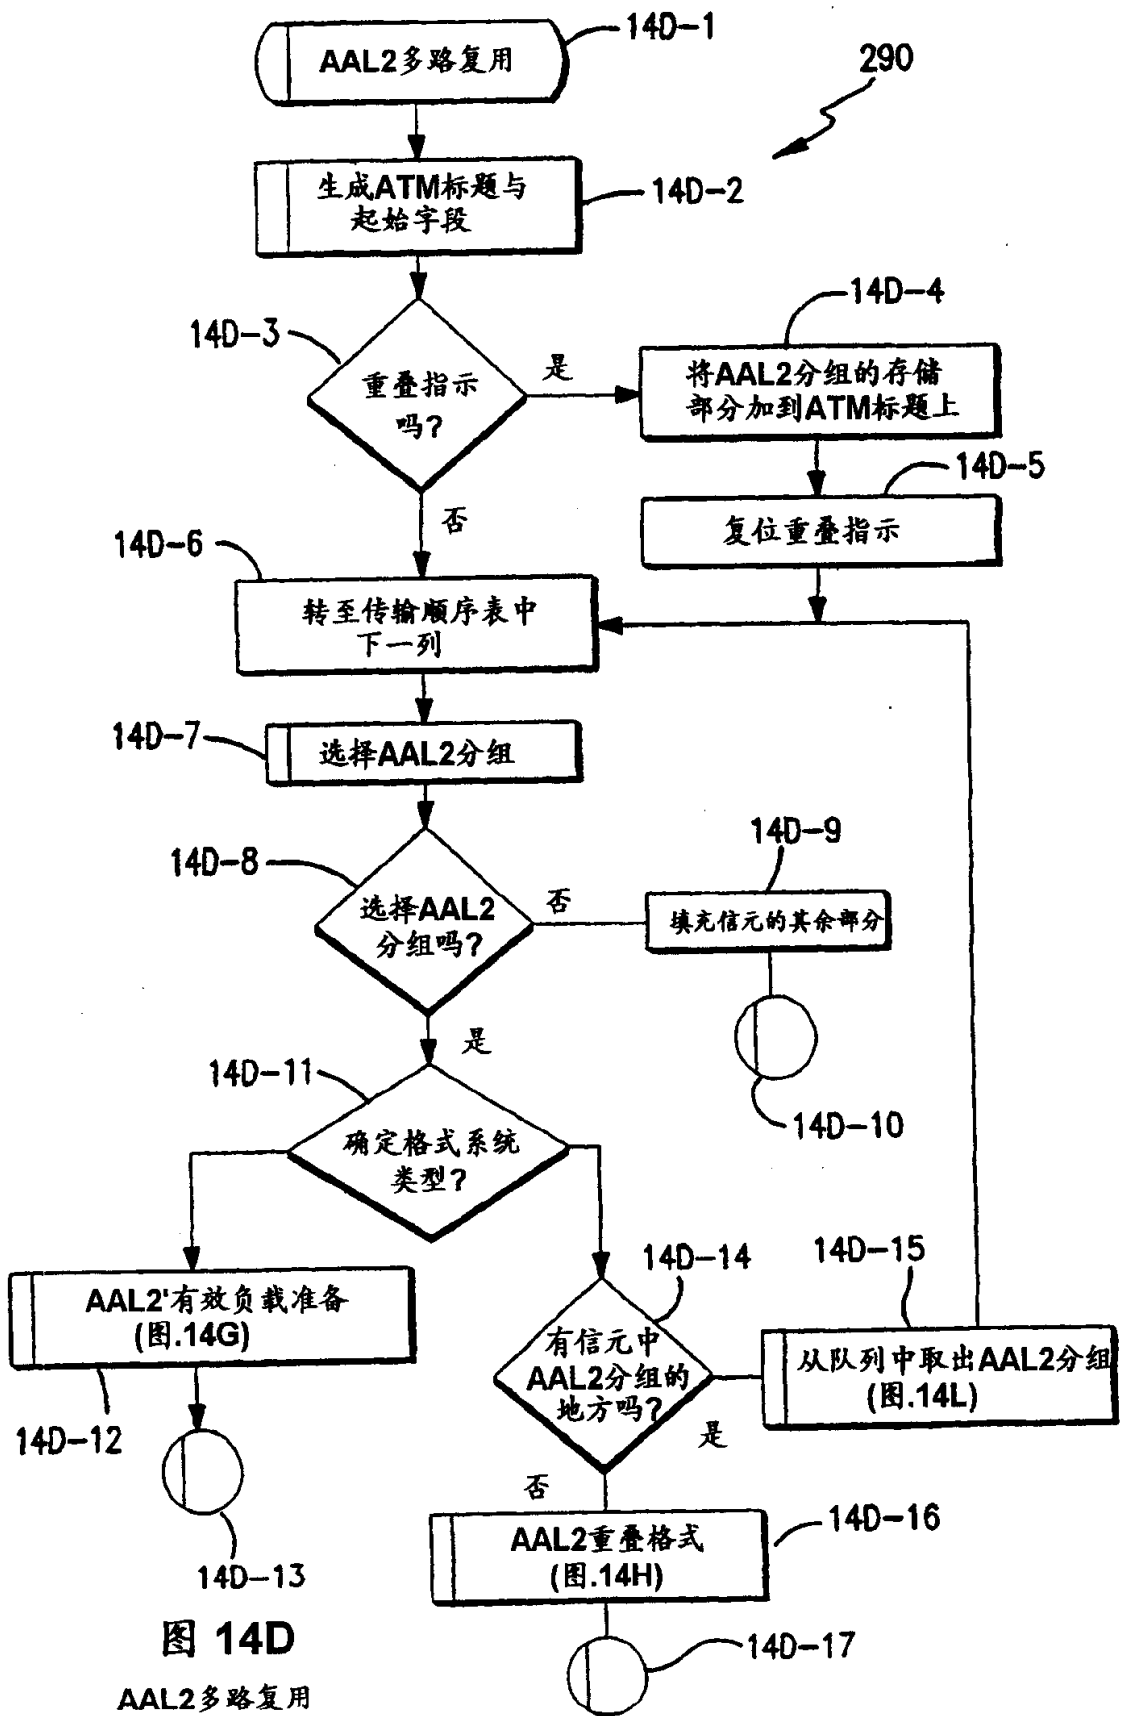 14D-1
AAL2多路复用
290
生成ATM标题与
起始字段
14D-2
14D-3
14D-4
重叠指示
吗?
是
将AAL2分组的存储
部分加到ATM标题上
否
14D-5
复位重叠指示
14D-6
转至传输顺序表中
下一列
14D-7
选择AAL2分组
14D-8
14D-9
选择AAL2
分组吗?
否
填充信元的其余部分
是
14D-10
14D-11
确定格式系统
类型?
14D-14
14D-15
AAL2'有效负载准备
(图.14G)
有信元中
AAL2分组的
地方吗?
从队列中取出AAL2分组
(图.14L)
14D-12
是
否
14D-13
AAL2重叠格式
(图.14H)
14D-16
14D-17
图 14D
AAL2多路复用